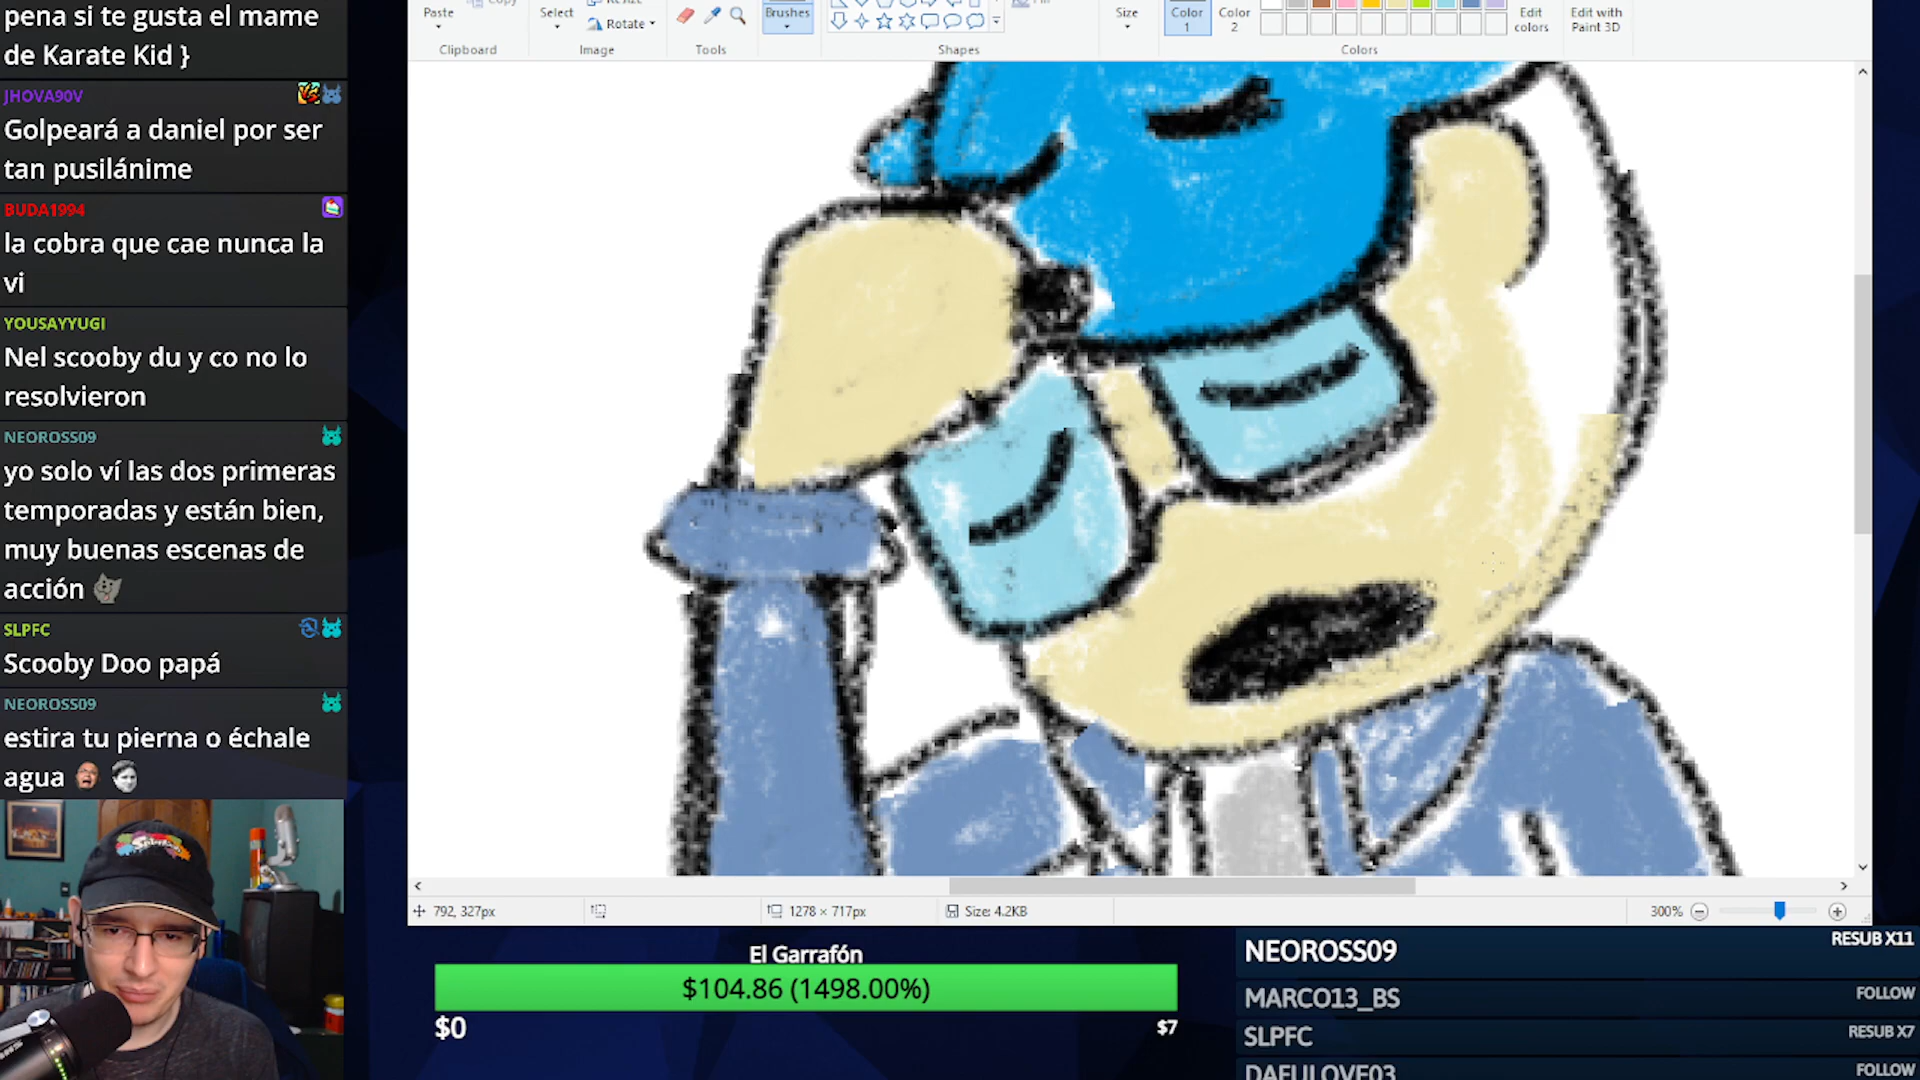 pena si te gusta el mame
de Karate Kid }
JHOVA90V
Golpeará a daniel por ser
tan pusilánime
BUDA1994
la cobra que cae nunca la
vi
YOUSAYYUGI
Nel scooby du y co no lo
resolvieron
NEOROSS09
yo solo ví las dos primeras
temporadas y están bien,
muy buenas escenas de
acción
SLPFC
Scooby Doo papá
NEOROSS09
estira tu pierna o échale
agua
Paste
Copy
Clipboard
Select
Rotate
Image
Tools
Brushes
Shapes
Size
Color
1
Color
2
Edit
colors
Colors
Edit with
Paint 3D
792, 327px
1278 × 717px
Size: 4.2KB
300%
El Garrafón
$104.86 (1498.00%)
$0
$7
NEOROSS09 RESUB X11
MARCO13_BS FOLLOW
SLPFC RESUB X7
FOLLOW